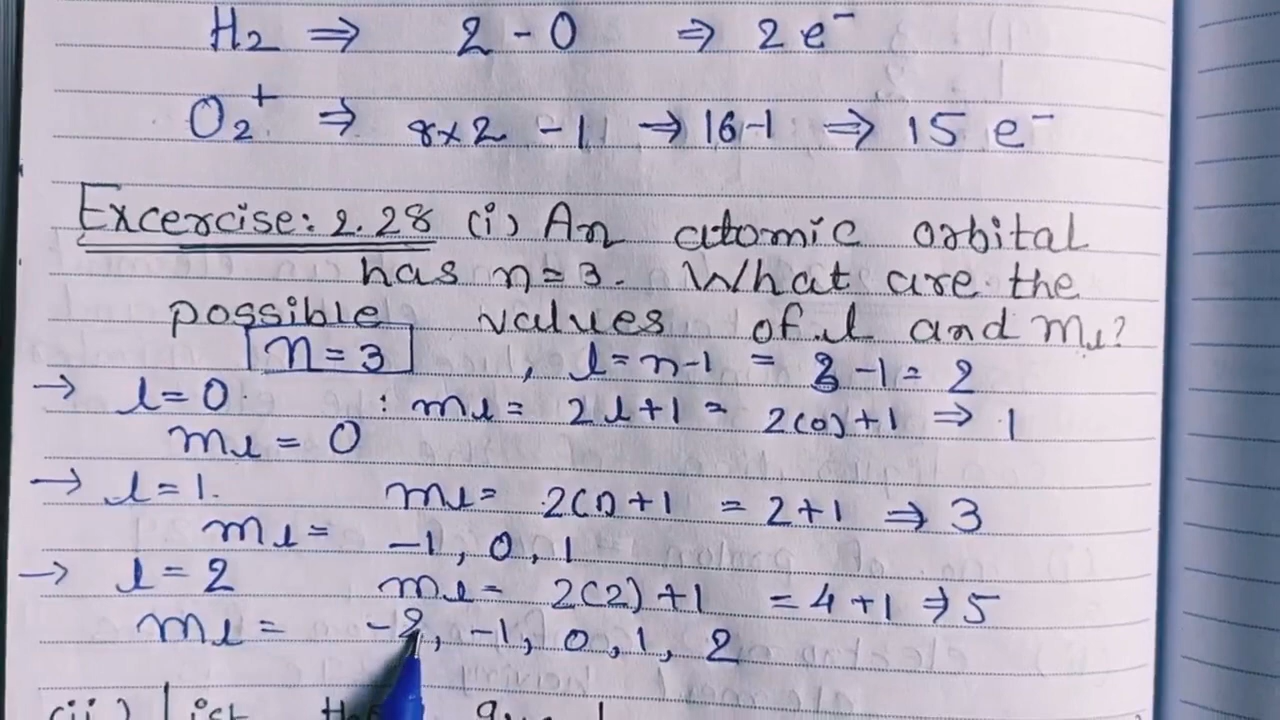 H₂ ⇒ 2 - 0 ⇒ 2 e⁻
O₂⁺ ⇒ 8×2 - 1 ⇒ 16-1 ⇒ 15 e⁻
Excercise: 2.28 (i) An atomic orbital
has n = 3. What are the
possible values of l and mₗ?
n = 3 , l = n-1 = 3 - 1 = 2
→ l = 0. : mₗ = 2l+1 = 2(0)+1 ⇒ 1
mₗ = 0
→ l = 1. mₗ = 2(1)+1 = 2+1 ⇒ 3
mₗ = -1, 0, 1
→ l = 2 mₗ = 2(2)+1 = 4+1 ⇒ 5
mₗ = -2, -1, 0, 1, 2
(ii) List